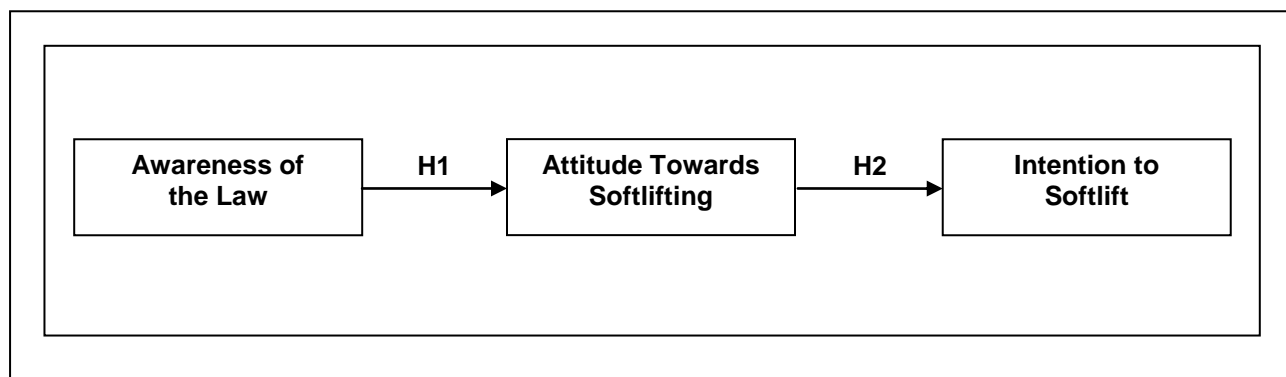 Awareness of
the Law
H1
Attitude Towards
Softlifting
H2
Intention to
Softlift